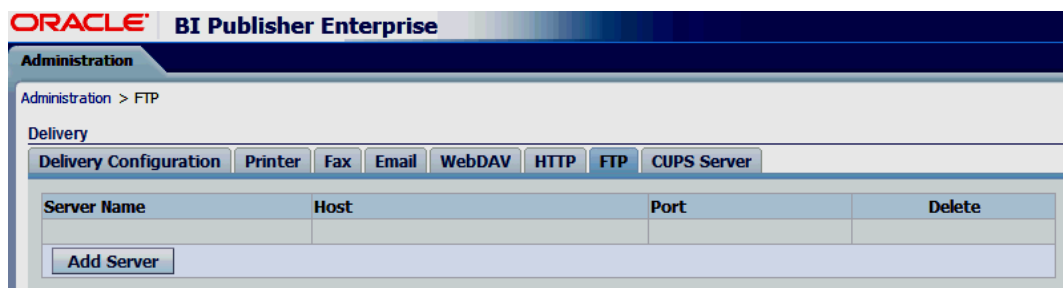 ORACLE BI Publisher Enterprise
Administration
Administration > FTP
Delivery
Delivery Configuration Printer Fax Email WebDAV HTTP FTP CUPS Server
Server Name Host Port Delete
Add Server